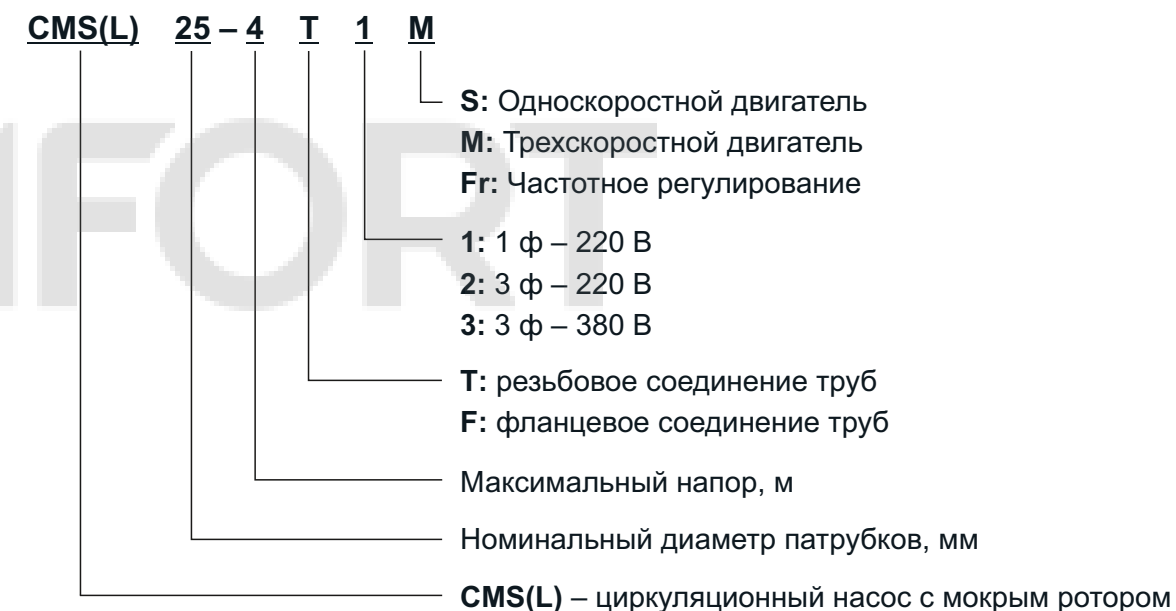 CMS(L) 25 – 4 T 1 M
S: Односкоростной двигатель
M: Трехскоростной двигатель
Fr: Частотное регулирование
1: 1 ф – 220 В
2: 3 ф – 220 В
3: 3 ф – 380 В
T: резьбовое соединение труб
F: фланцевое соединение труб
Максимальный напор, м
Номинальный диаметр патрубков, мм
CMS(L) – циркуляционный насос с мокрым ротором